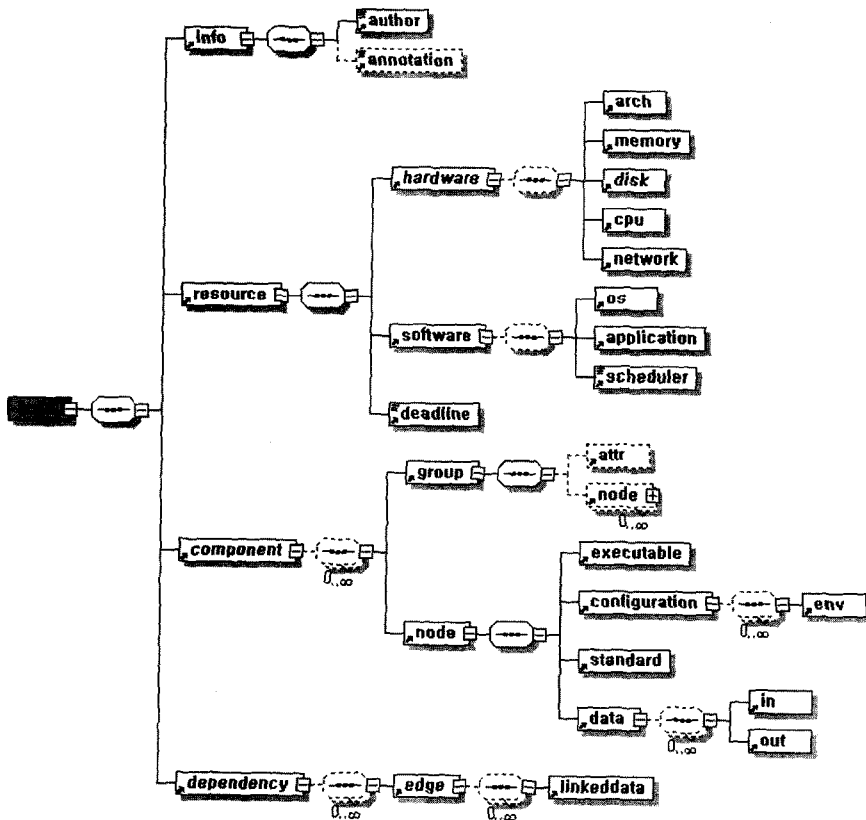 info
author
annotation
resource
hardware
arch
memory
disk
cpu
network
software
os
application
scheduler
deadline
component
0..∞
group
attr
node
0..∞
node
executable
configuration
0..∞
env
standard
data
0..∞
in
out
dependency
0..∞
edge
0..∞
linkeddata